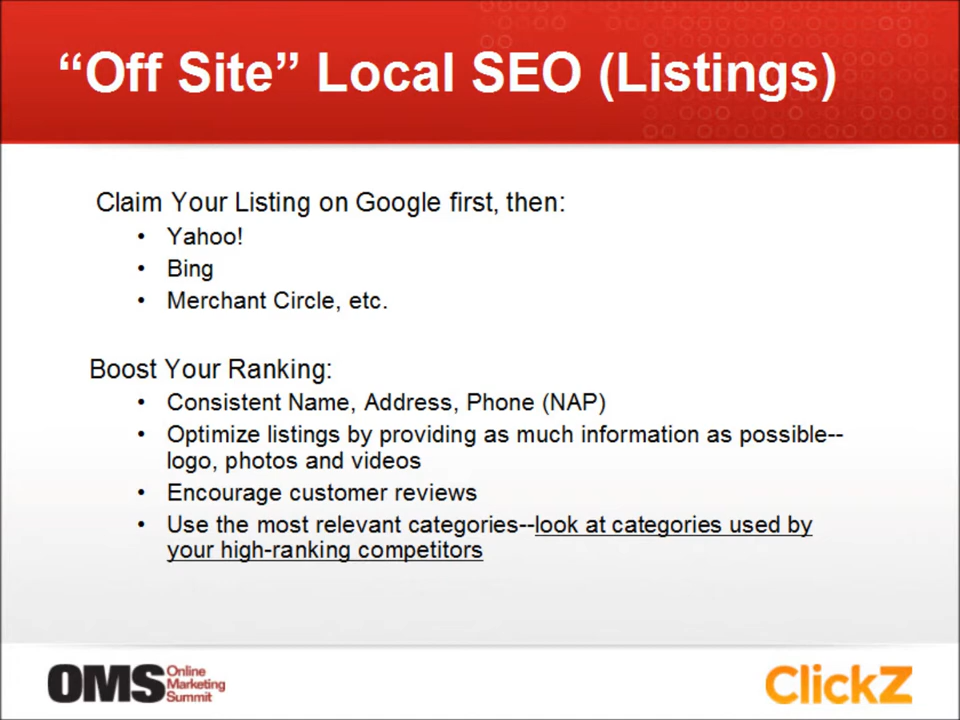 “Off Site” Local SEO (Listings)
Claim Your Listing on Google first, then:
• Yahoo!
• Bing
• Merchant Circle, etc.
Boost Your Ranking:
• Consistent Name, Address, Phone (NAP)
• Optimize listings by providing as much information as possible--
logo, photos and videos
• Encourage customer reviews
• Use the most relevant categories--look at categories used by
your high-ranking competitors
OMS Online
Marketing
Summit
ClickZ